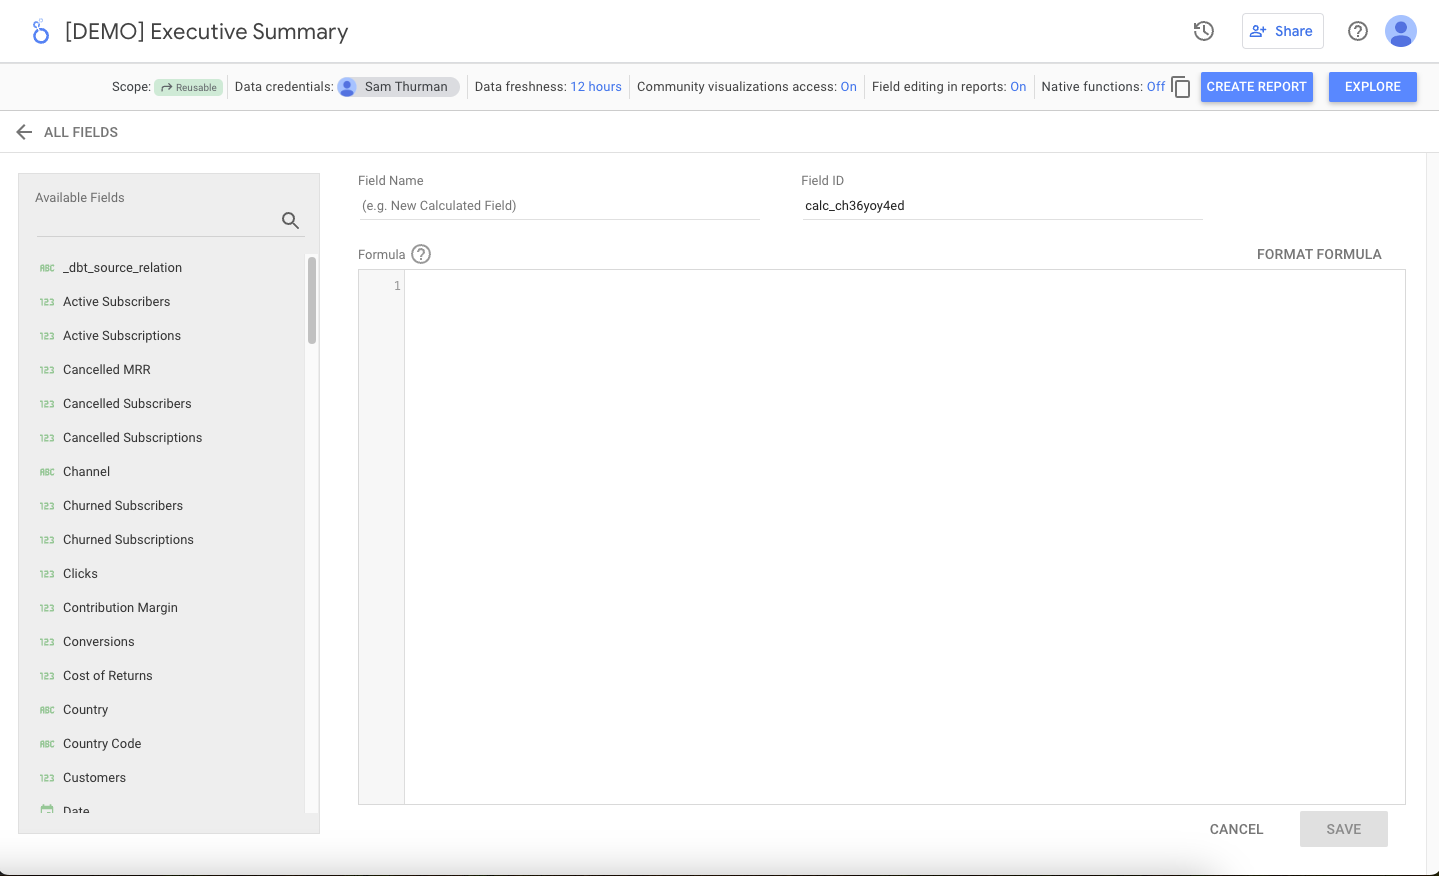 [DEMO] Executive Summary
Share
Scope: Reusable Data credentials: Sam Thurman Data freshness: 12 hours Community visualizations access: On Field editing in reports: On Native functions: Off CREATE REPORT EXPLORE
ALL FIELDS
Available Fields
ABC _dbt_source_relation
123 Active Subscribers
123 Active Subscriptions
123 Cancelled MRR
123 Cancelled Subscribers
123 Cancelled Subscriptions
ABC Channel
123 Churned Subscribers
123 Churned Subscriptions
123 Clicks
123 Contribution Margin
123 Conversions
123 Cost of Returns
ABC Country
ABC Country Code
123 Customers
Date
Field Name
(e.g. New Calculated Field)
Field ID
calc_ch36yoy4ed
Formula
FORMAT FORMULA
1
CANCEL
SAVE